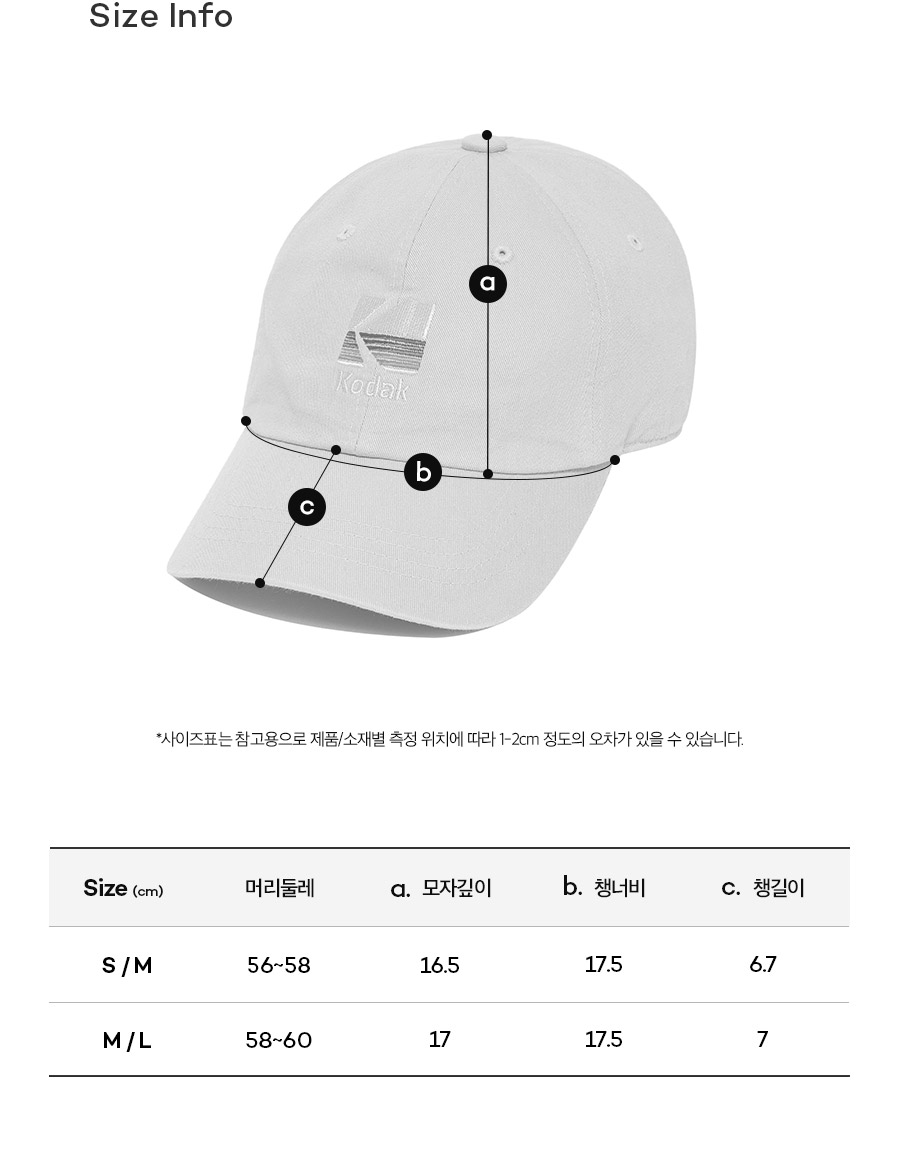 Size Info
a
Kodak
b
c
*사이즈표는 참고용으로 제품/소재별 측정 위치에 따라 1-2cm 정도의 오차가 있을 수 있습니다.
Size (cm) 머리둘레 a. 모자깊이 b. 챙너비 c. 챙길이
S / M 56~58 16.5 17.5 6.7
M / L 58~60 17 17.5 7